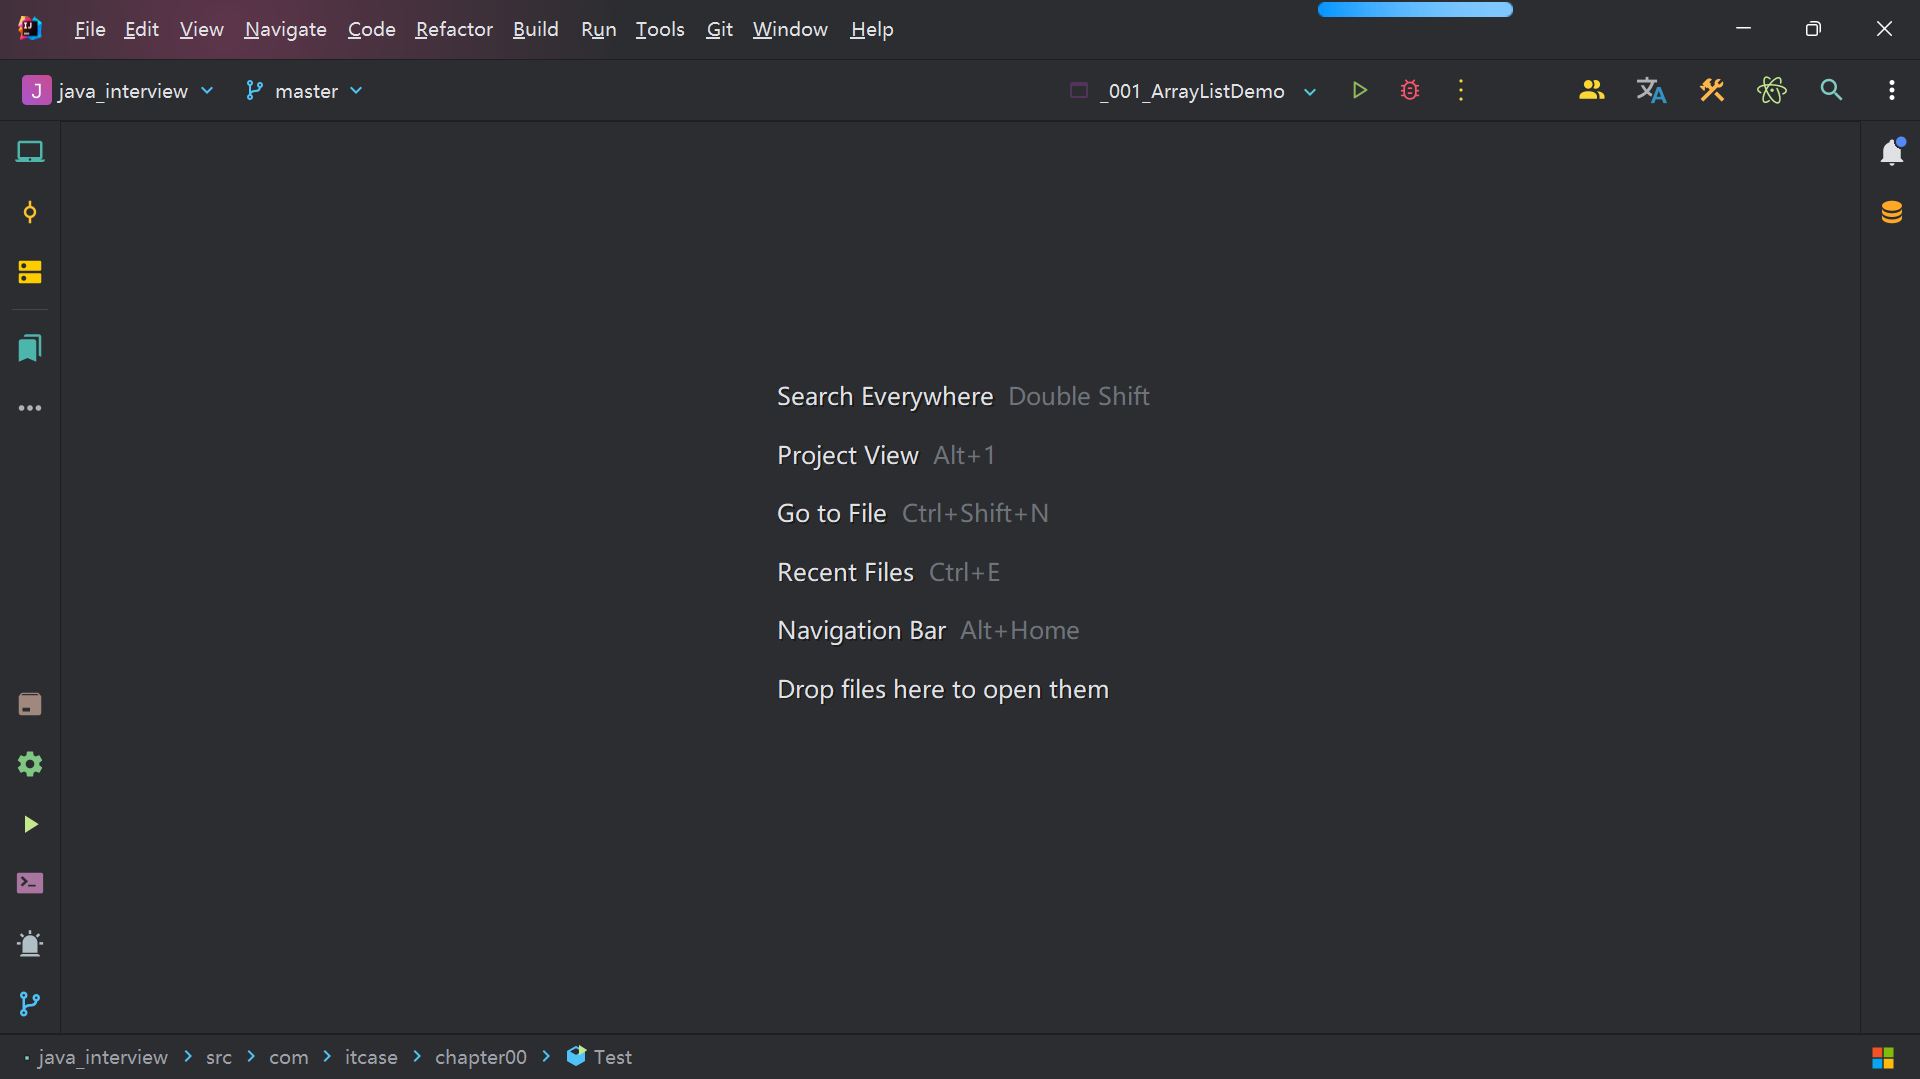 File Edit View Navigate Code Refactor Build Run Tools Git Window Help
J java_interview master _001_ArrayListDemo
Search Everywhere Double Shift
Project View Alt+1
Go to File Ctrl+Shift+N
Recent Files Ctrl+E
Navigation Bar Alt+Home
Drop files here to open them
java_interview > src > com > itcase > chapter00 > Test